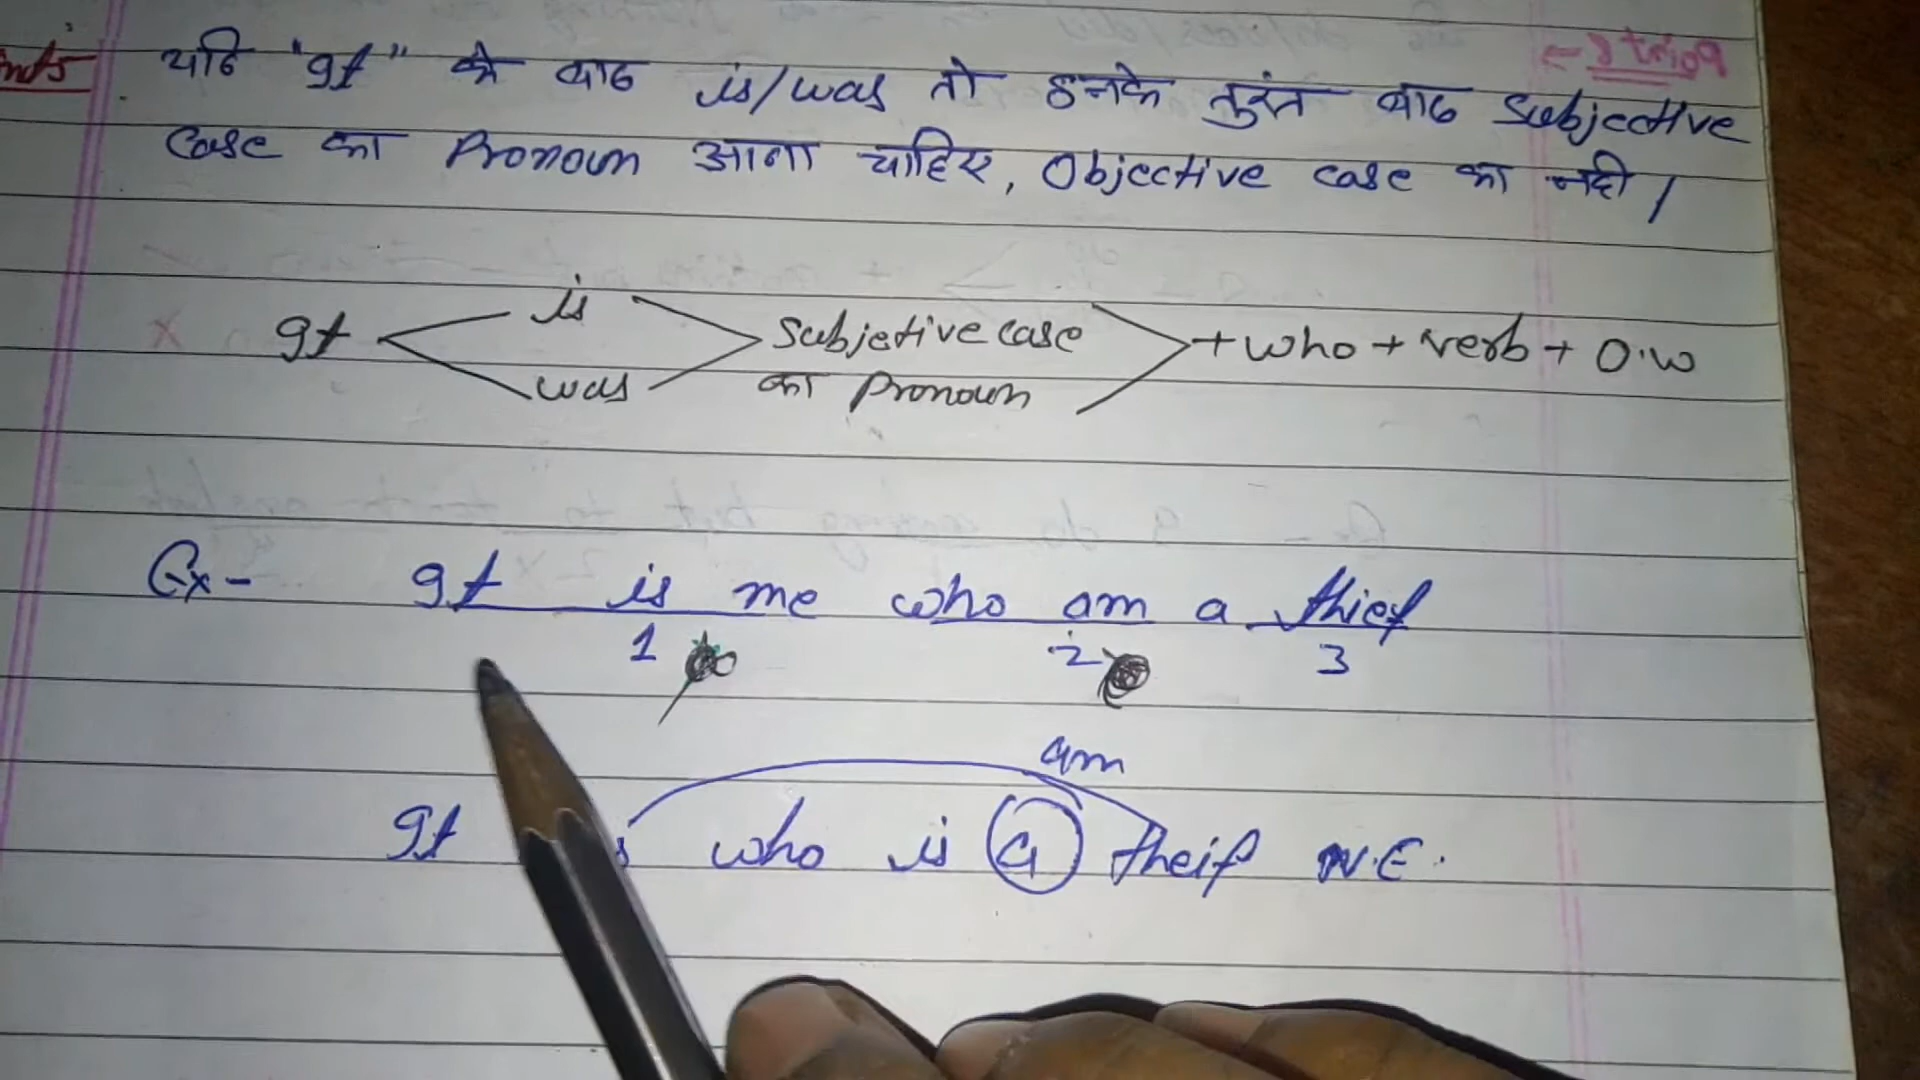 यदि "It" के बाद is/was तो इनके तुरंत बाद Subjective
Case का Pronoun आना चाहिए, Objective case का नही।
It is was Subjetive case का Pronoun + who + verb + O.W
Ex- It is me who am a thief
1 2 3
am
It who is a theif N.E.